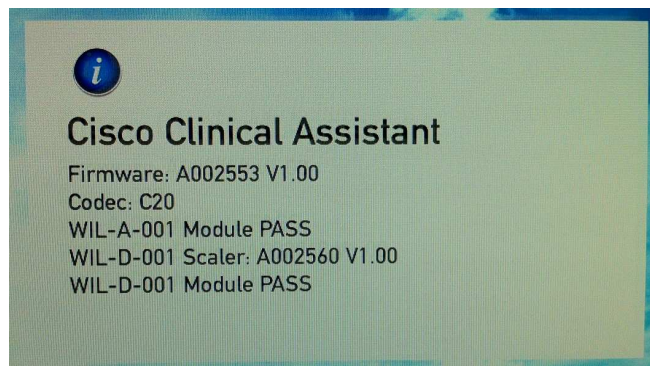 Cisco Clinical Assistant
Firmware: A002553 V1.00
Codec: C20
WIL-A-001 Module PASS
WIL-D-001 Scaler: A002560 V1.00
WIL-D-001 Module PASS